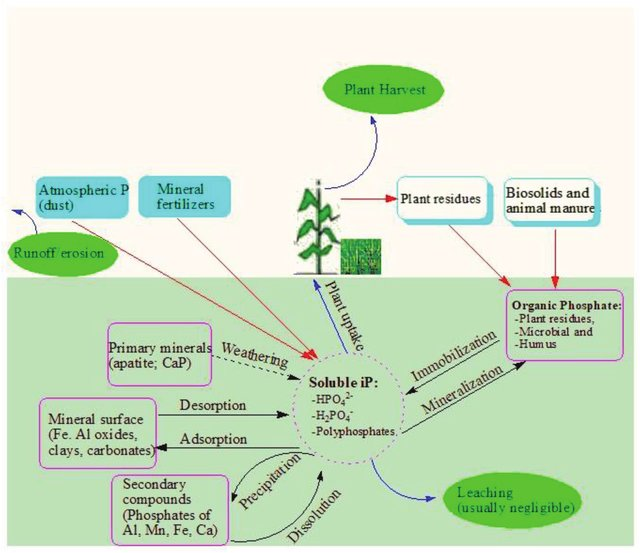 Plant Harvest
Atmospheric P
(dust)
Mineral
fertilizers
Plant residues
Biosolids and
animal manure
Runoff/erosion
Plant uptake
Organic Phosphate:
-Plant residues,
-Microbial and
-Humus
Primary minerals
(apatite; CaP)
Weathering
Immobilization
Mineralization
Soluble iP:
-HPO₄²⁻
-H₂PO₄⁻
-Polyphosphates
Desorption
Mineral surface
(Fe. Al oxides,
clays, carbonates)
Adsorption
Precipitation
Dissolution
Secondary
compounds
(Phosphates of
Al, Mn, Fe, Ca)
Leaching
(usually negligible)